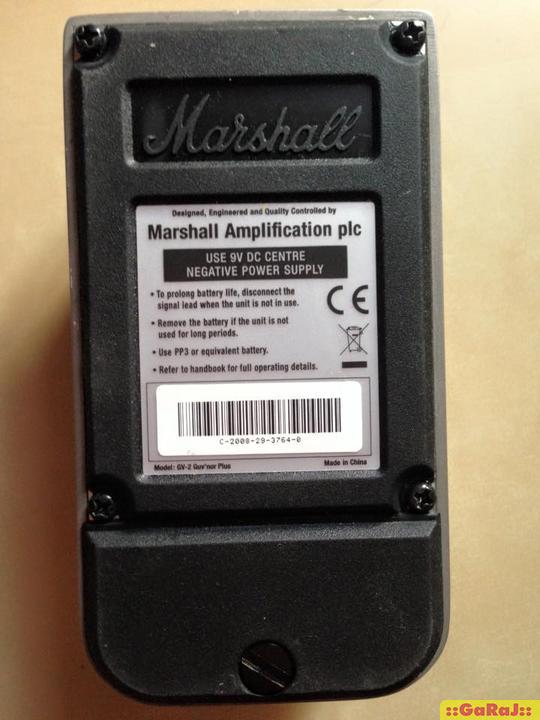 Marshall
Designed, Engineered and Quality Controlled by
Marshall Amplification plc
USE 9V DC CENTRE
NEGATIVE POWER SUPPLY
• To prolong battery life, disconnect the
signal lead when the unit is not in use.
• Remove the battery if the unit is not
used for long periods.
• Use PP3 or equivalent battery.
• Refer to handbook for full operating details.
CE
C-2008-29-3764-0
Model: GV-2 Guv'nor Plus
Made in China
::GaRaJ::